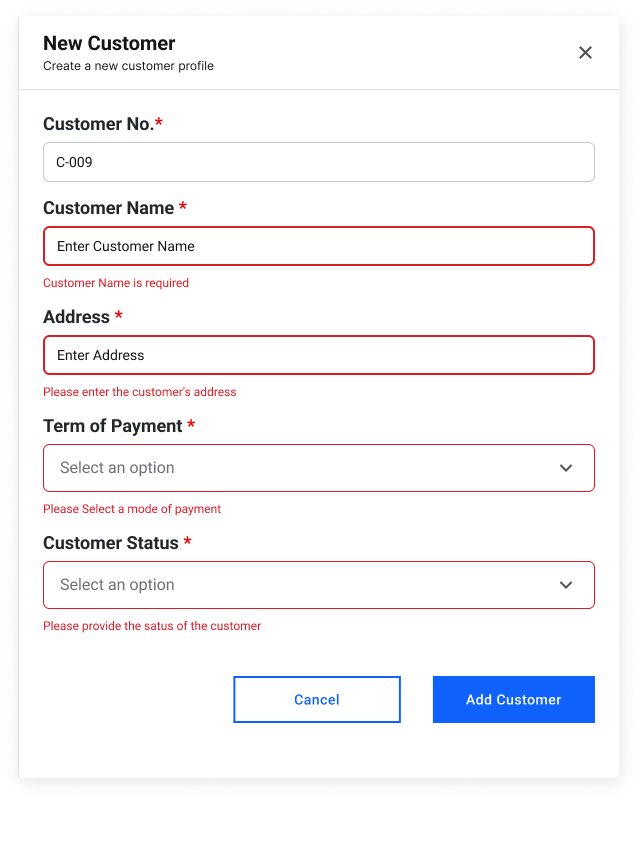 New Customer
Create a new customer profile
Customer No.*
C-009
Customer Name *
Enter Customer Name
Customer Name is required
Address *
Enter Address
Please enter the customer's address
Term of Payment *
Select an option
Please Select a mode of payment
Customer Status *
Select an option
Please provide the satus of the customer
Cancel
Add Customer